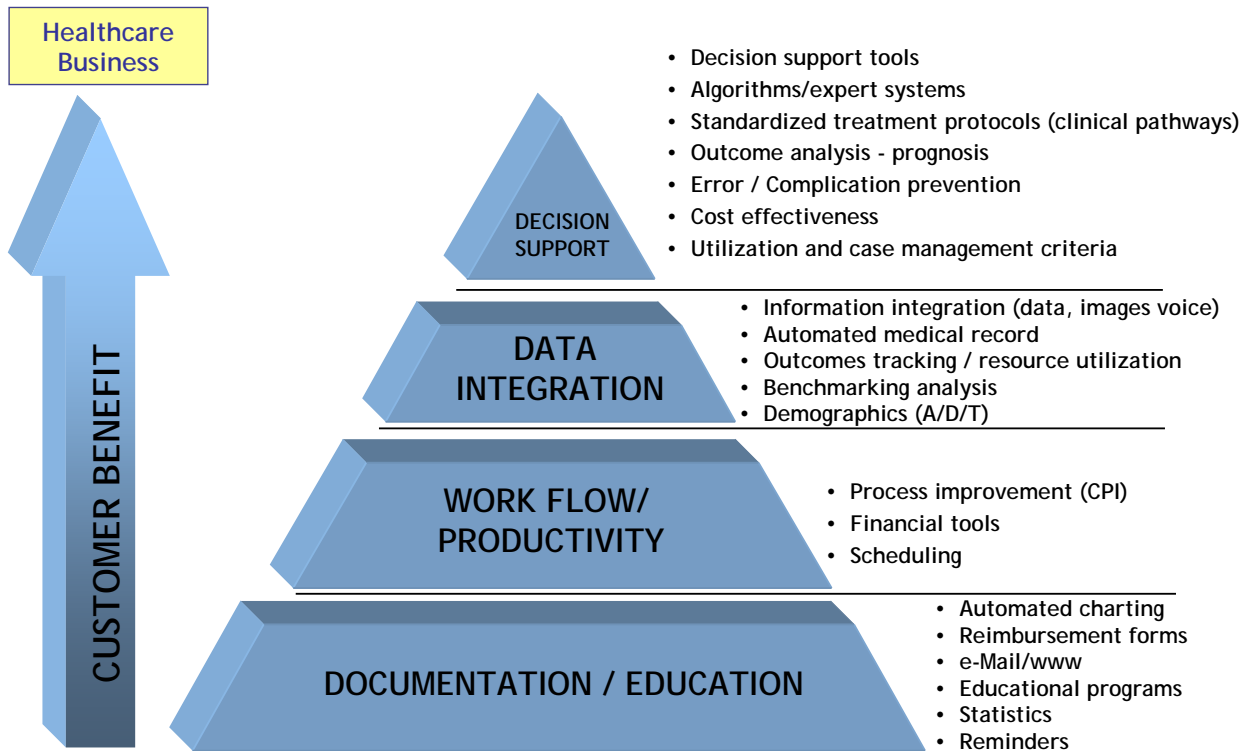 Healthcare
Business
CUSTOMER BENEFIT
DECISION
SUPPORT
• Decision support tools
• Algorithms/expert systems
• Standardized treatment protocols (clinical pathways)
• Outcome analysis - prognosis
• Error / Complication prevention
• Cost effectiveness
• Utilization and case management criteria
DATA
INTEGRATION
• Information integration (data, images voice)
• Automated medical record
• Outcomes tracking / resource utilization
• Benchmarking analysis
• Demographics (A/D/T)
WORK FLOW/
PRODUCTIVITY
• Process improvement (CPI)
• Financial tools
• Scheduling
DOCUMENTATION / EDUCATION
• Automated charting
• Reimbursement forms
• e-Mail/www
• Educational programs
• Statistics
• Reminders